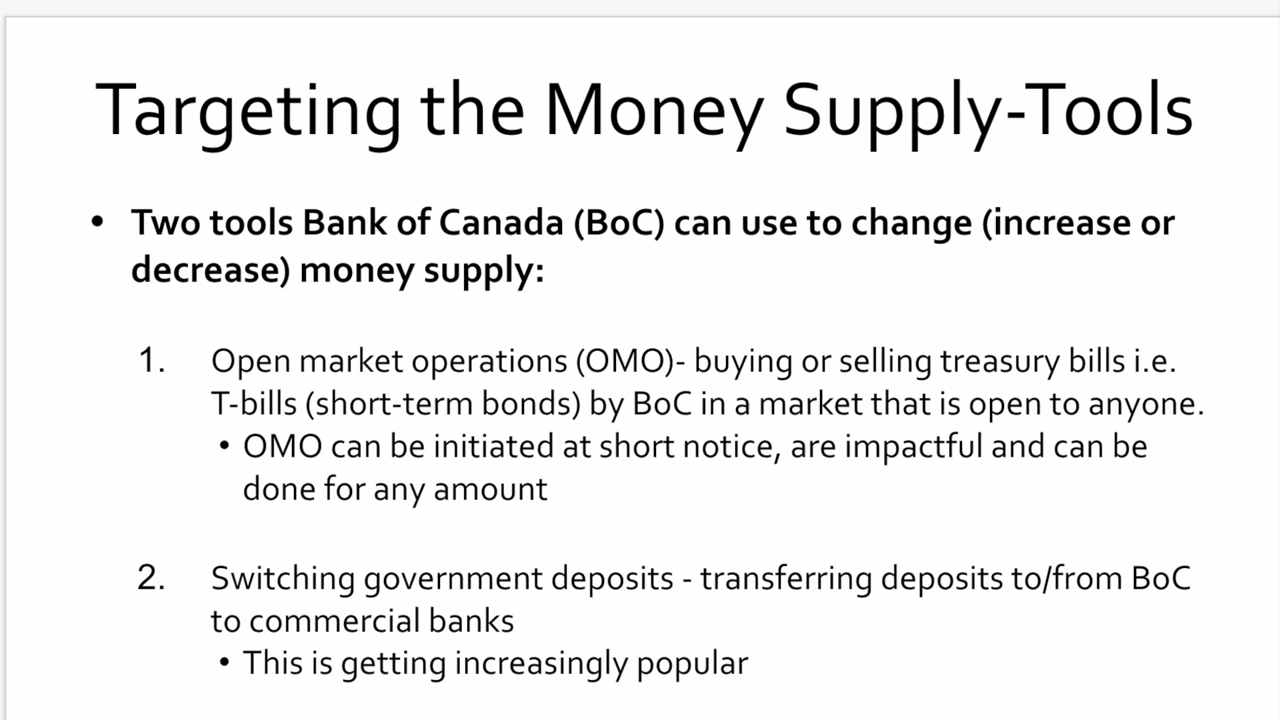 Targeting the Money Supply-Tools
• Two tools Bank of Canada (BoC) can use to change (increase or
decrease) money supply:
1. Open market operations (OMO)- buying or selling treasury bills i.e.
T-bills (short-term bonds) by BoC in a market that is open to anyone.
• OMO can be initiated at short notice, are impactful and can be
done for any amount
2. Switching government deposits - transferring deposits to/from BoC
to commercial banks
• This is getting increasingly popular